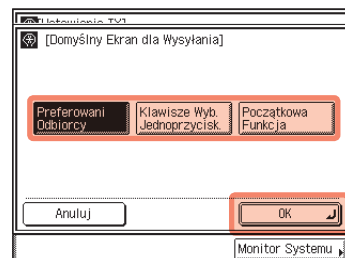 [Ustawienia TX]
[Domyślny Ekran dla Wysyłania]
Preferowani
Odbiorcy
Klawisze Wyb.
Jednoprzycisk.
Początkowa
Funkcja
Anuluj
OK
Monitor Systemu